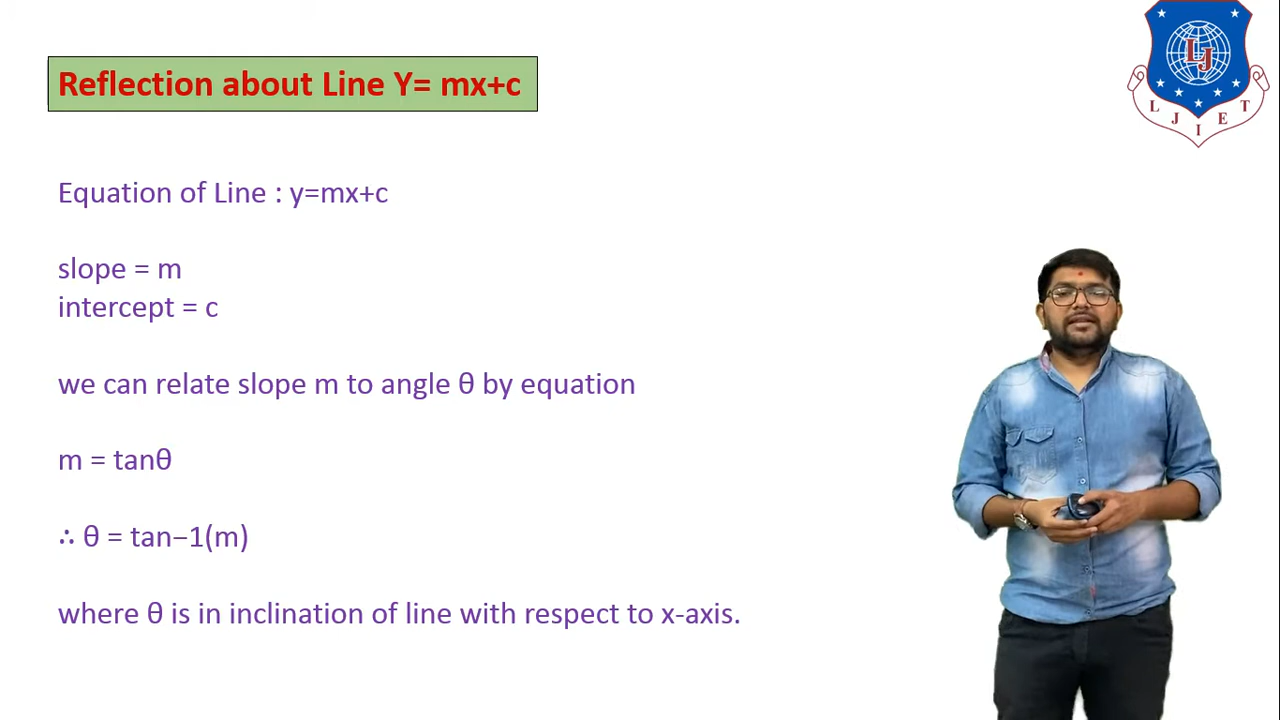 Reflection about Line Y= mx+c
Equation of Line : y=mx+c
slope = m
intercept = c
we can relate slope m to angle θ by equation
m = tanθ
∴ θ = tan−1(m)
where θ is in inclination of line with respect to x-axis.
LJ
L J I E T